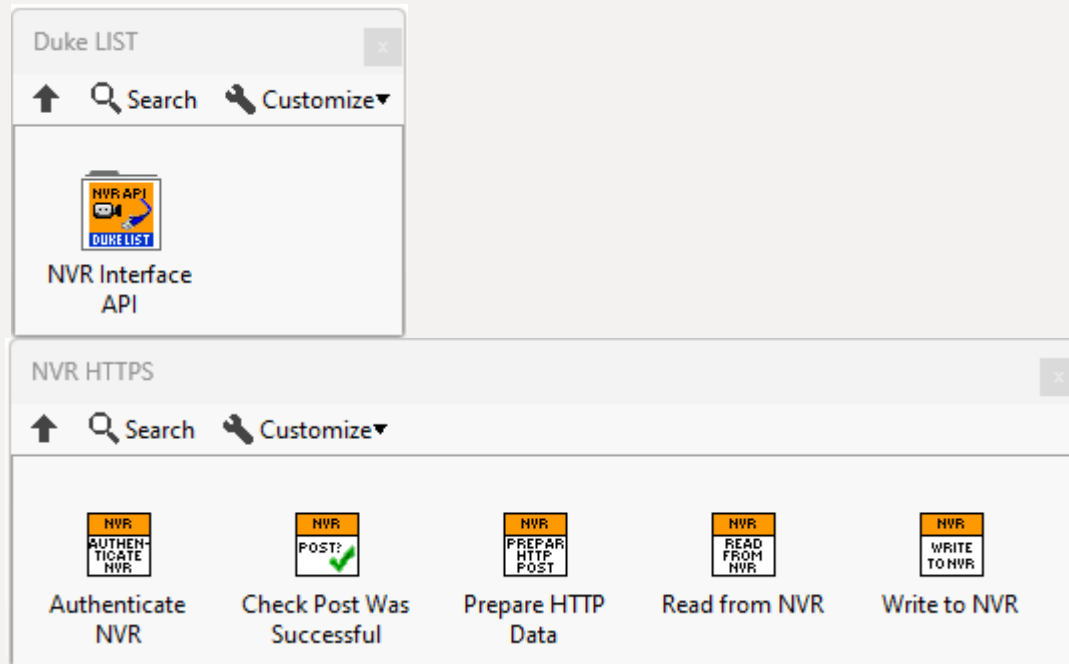 Duke LIST
x
Search Customize
NVR API
DUKE LIST
NVR Interface
API
NVR HTTPS
x
Search Customize
NVR NVR NVR NVR NVR
AUTHEN- POST? PREPAR READ WRITE
TICATE HTTP FROM TO NVR
NVR POST NVR
Authenticate Check Post Was Prepare HTTP Read from NVR Write to NVR
NVR Successful Data